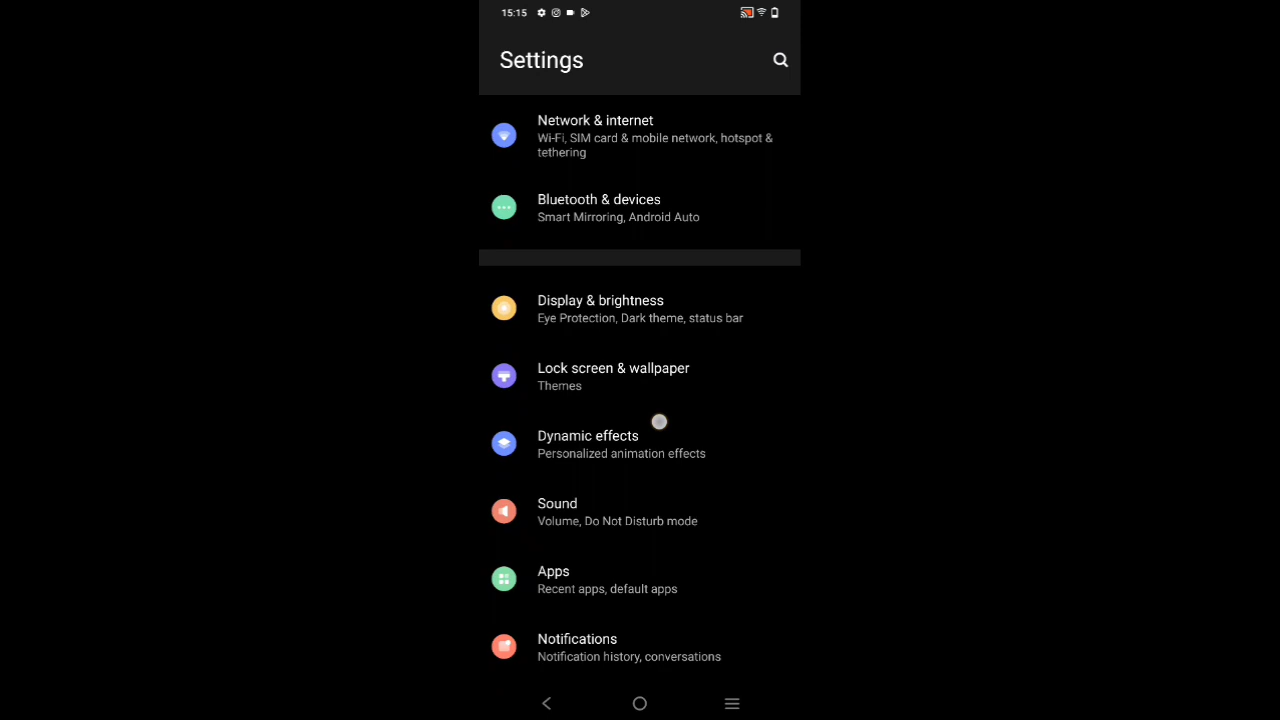 15:15
Settings
Network & internet
Wi-Fi, SIM card & mobile network, hotspot &
tethering
Bluetooth & devices
Smart Mirroring, Android Auto
Display & brightness
Eye Protection, Dark theme, status bar
Lock screen & wallpaper
Themes
Dynamic effects
Personalized animation effects
Sound
Volume, Do Not Disturb mode
Apps
Recent apps, default apps
Notifications
Notification history, conversations